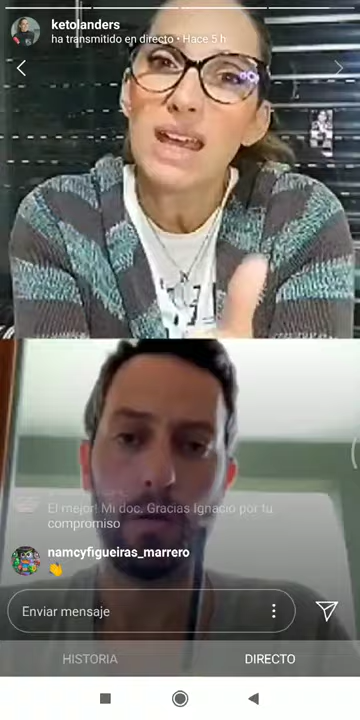 ketolanders
ha transmitido en directo • Hace 5 h
El mejor! Mi doc. Gracias Ignacio por tu
compromiso
namcyfigueiras_marrero
Enviar mensaje
HISTORIA
DIRECTO